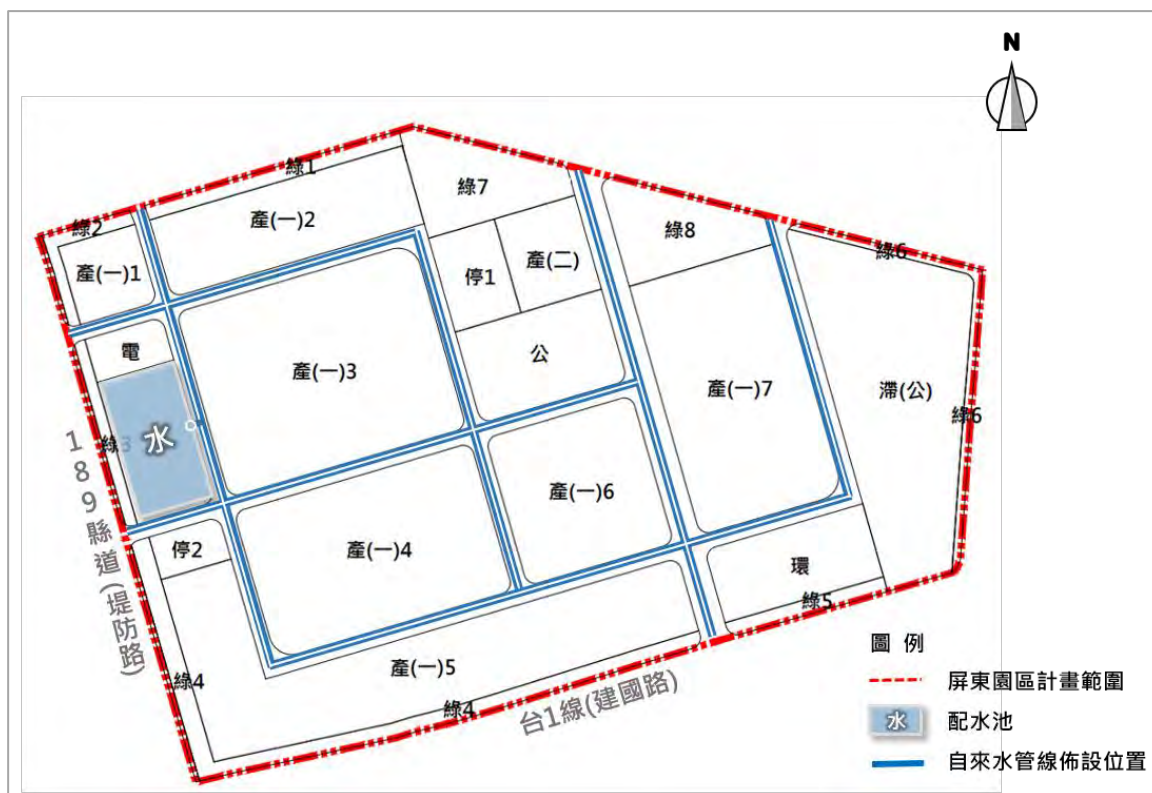 N
綠1
綠7
綠2
產(一)2
綠8
產(一)1
停1
產(二)
綠6
電
產(一)3
公
產(一)7
滯(公)
綠6
水
綠3
189縣道(堤防路)
產(一)6
停2
產(一)4
環
綠5
產(一)5
綠4
綠4
台1線(建國路)
圖 例
屏東園區計畫範圍
水
配水池
自來水管線佈設位置